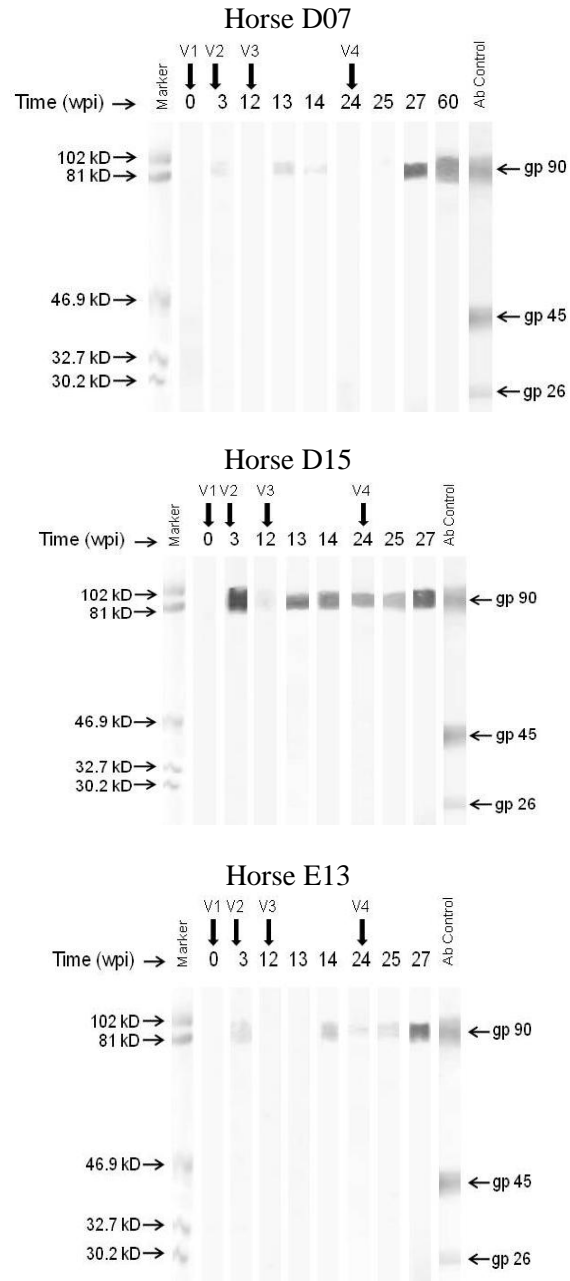 Horse D07
V1 V2 V3 V4
Time (wpi) → Marker 0 3 12 13 14 24 25 27 60 Ab Control
102 kD→
81 kD→
←gp 90
46.9 kD→
←gp 45
32.7 kD→
30.2 kD→
←gp 26
Horse D15
V1 V2 V3 V4
Time (wpi) → Marker 0 3 12 13 14 24 25 27 Ab Control
102 kD→
81 kD→
←gp 90
46.9 kD→
←gp 45
32.7 kD→
30.2 kD→
←gp 26
Horse E13
V1 V2 V3 V4
Time (wpi) → Marker 0 3 12 13 14 24 25 27 Ab Control
102 kD→
81 kD→
←gp 90
46.9 kD→
←gp 45
32.7 kD→
30.2 kD→
←gp 26